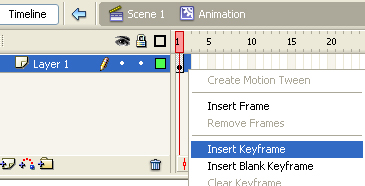 Timeline Scene 1 Animation
1 5 10 15 20
Layer 1
Create Motion Tween
Insert Frame
Remove Frames
Insert Keyframe
Insert Blank Keyframe
Clear Keyframe